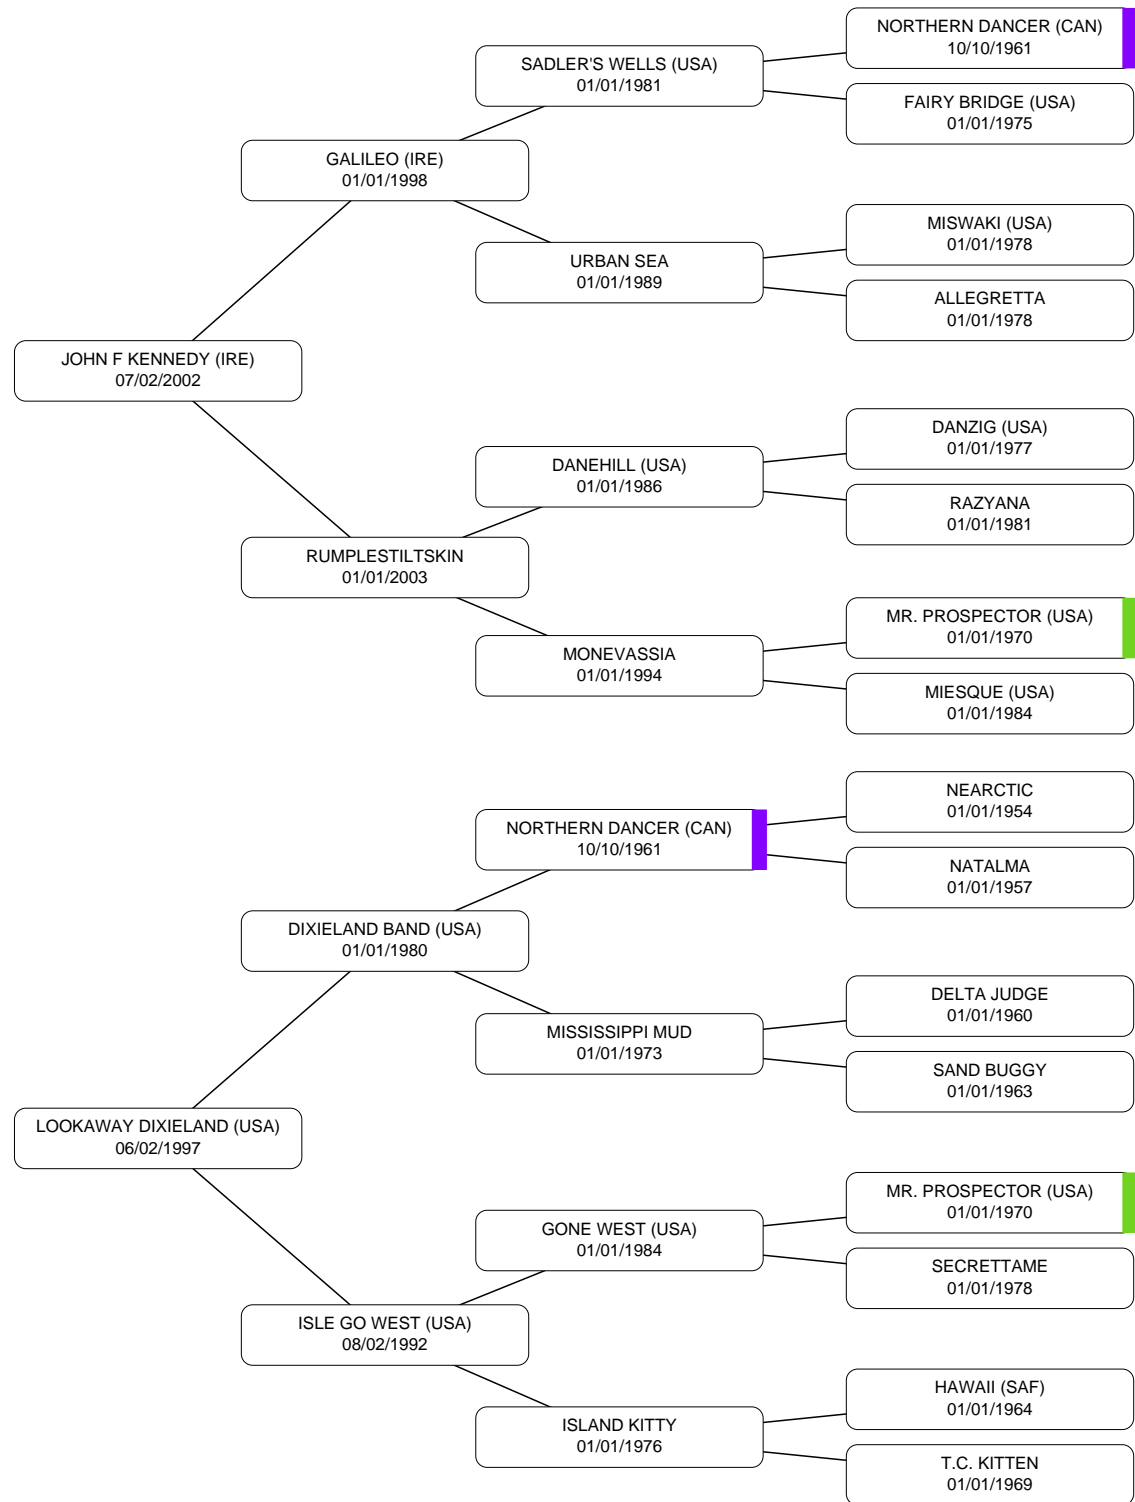 NORTHERN DANCER (CAN)
10/10/1961
SADLER'S WELLS (USA)
01/01/1981
FAIRY BRIDGE (USA)
01/01/1975
GALILEO (IRE)
01/01/1998
MISWAKI (USA)
01/01/1978
URBAN SEA
01/01/1989
ALLEGRETTA
01/01/1978
JOHN F KENNEDY (IRE)
07/02/2002
DANZIG (USA)
01/01/1977
DANEHILL (USA)
01/01/1986
RAZYANA
01/01/1981
RUMPLESTILTSKIN
01/01/2003
MR. PROSPECTOR (USA)
01/01/1970
MONEVASSIA
01/01/1994
MIESQUE (USA)
01/01/1984
NEARCTIC
01/01/1954
NORTHERN DANCER (CAN)
10/10/1961
NATALMA
01/01/1957
DIXIELAND BAND (USA)
01/01/1980
DELTA JUDGE
01/01/1960
MISSISSIPPI MUD
01/01/1973
SAND BUGGY
01/01/1963
LOOKAWAY DIXIELAND (USA)
06/02/1997
MR. PROSPECTOR (USA)
01/01/1970
GONE WEST (USA)
01/01/1984
SECRETTAME
01/01/1978
ISLE GO WEST (USA)
08/02/1992
HAWAII (SAF)
01/01/1964
ISLAND KITTY
01/01/1976
T.C. KITTEN
01/01/1969